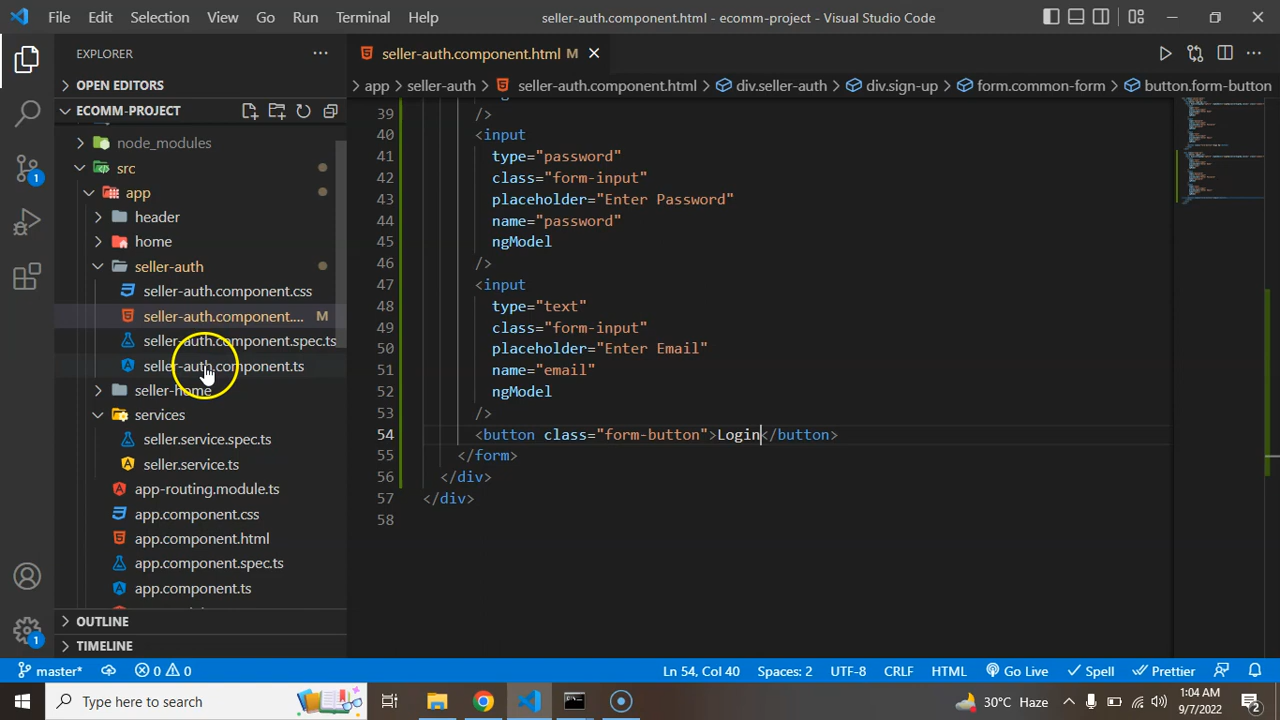 File Edit Selection View Go Run Terminal Help
seller-auth.component.html - ecomm-project - Visual Studio Code
EXPLORER
OPEN EDITORS
ECOMM-PROJECT
node_modules
src
app
header
home
seller-auth
seller-auth.component.css
seller-auth.component.... M
seller-auth.component.spec.ts
seller-auth.component.ts
seller-home
services
seller.service.spec.ts
seller.service.ts
app-routing.module.ts
app.component.css
app.component.html
app.component.spec.ts
app.component.ts
OUTLINE
TIMELINE
seller-auth.component.html M
app > seller-auth > seller-auth.component.html > div.seller-auth > div.sign-up > form.common-form > button.form-button
39 />
40 <input
41 type="password"
42 class="form-input"
43 placeholder="Enter Password"
44 name="password"
45 ngModel
46 />
47 <input
48 type="text"
49 class="form-input"
50 placeholder="Enter Email"
51 name="email"
52 ngModel
53 />
54 <button class="form-button">Login</button>
55 </form>
56 </div>
57 </div>
58
1
1
master* 0 0 Ln 54, Col 40 Spaces: 2 UTF-8 CRLF HTML Go Live Spell Prettier
Type here to search
30°C Haze
1:04 AM
9/7/2022
2